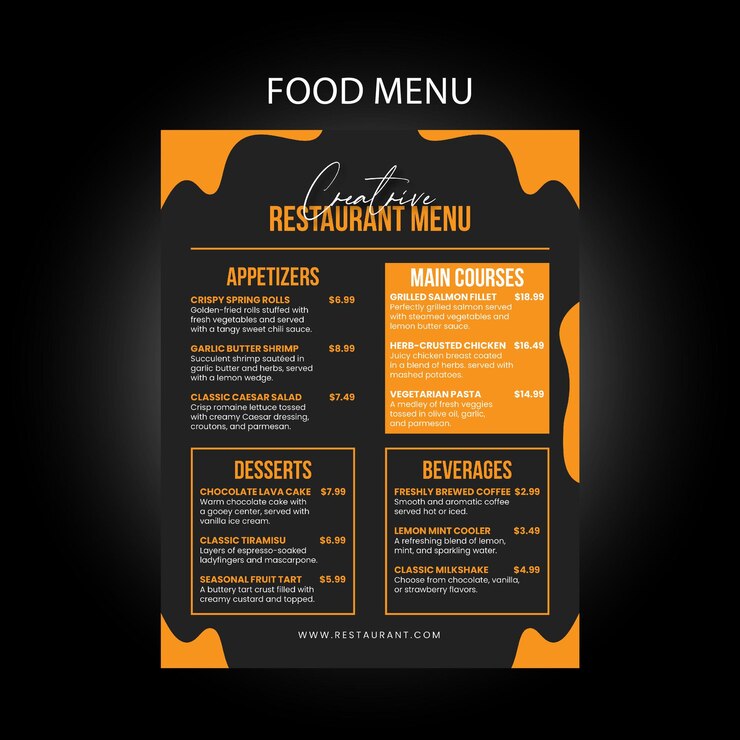 FOOD MENU
Creatrive
RESTAURANT MENU
APPETIZERS
CRISPY SPRING ROLLS $6.99
Golden-fried rolls stuffed with
fresh vegetables and served
with a tangy sweet chili sauce.
GARLIC BUTTER SHRIMP $8.99
Succulent shrimp sautéed in
garlic butter and herbs, served
with a lemon wedge.
CLASSIC CAESAR SALAD $7.49
Crisp romaine lettuce tossed
with creamy Caesar dressing,
croutons, and parmesan.
MAIN COURSES
GRILLED SALMON FILLET $18.99
Perfectly grilled salmon served
with steamed vegetables and
lemon butter sauce.
HERB-CRUSTED CHICKEN $16.49
Juicy chicken breast coated
in a blend of herbs. served with
mashed potatoes.
VEGETARIAN PASTA $14.99
A medley of fresh veggies
tossed in olive oil, garlic,
and parmesan.
DESSERTS
CHOCOLATE LAVA CAKE $7.99
Warm chocolate cake with
a gooey center, served with
vanilla ice cream.
CLASSIC TIRAMISU $6.99
Layers of espresso-soaked
ladyfingers and mascarpone.
SEASONAL FRUIT TART $5.99
A buttery tart crust filled with
creamy custard and topped.
BEVERAGES
FRESHLY BREWED COFFEE $2.99
Smooth and aromatic coffee
served hot or iced.
LEMON MINT COOLER $3.49
A refreshing blend of lemon,
mint, and sparkling water.
CLASSIC MILKSHAKE $4.99
Choose from chocolate, vanilla,
or strawberry flavors.
WWW.RESTAURANT.COM